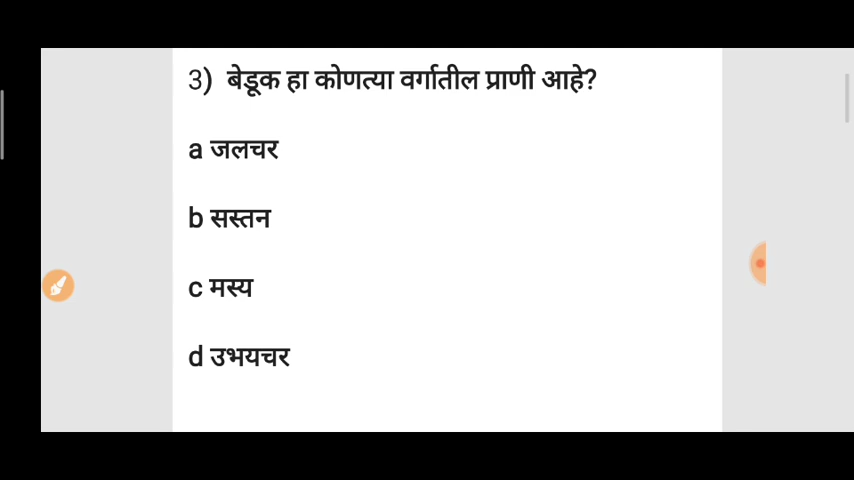 3) बेडूक हा कोणत्या वर्गातील प्राणी आहे?
a जलचर
b सस्तन
c मस्य
d उभयचर